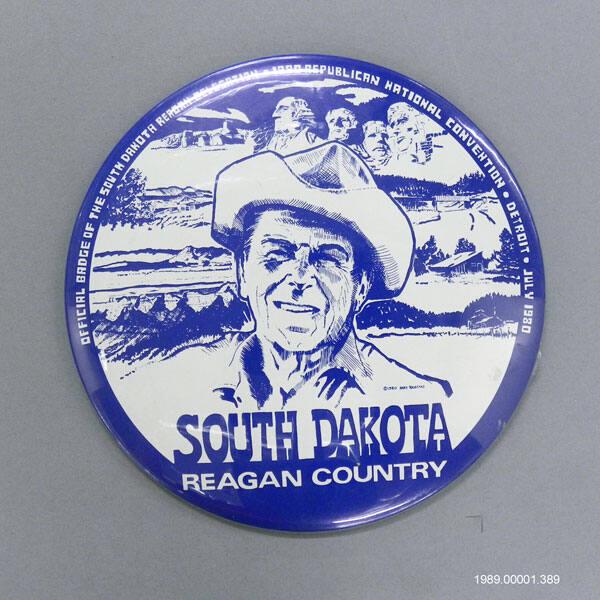 OFFICIAL BADGE OF THE SOUTH DAKOTA REAGAN DELEGATION • 1980 REPUBLICAN NATIONAL CONVENTION • DETROIT • JULY 1980
SOUTH DAKOTA
REAGAN COUNTRY
1989.00001.389